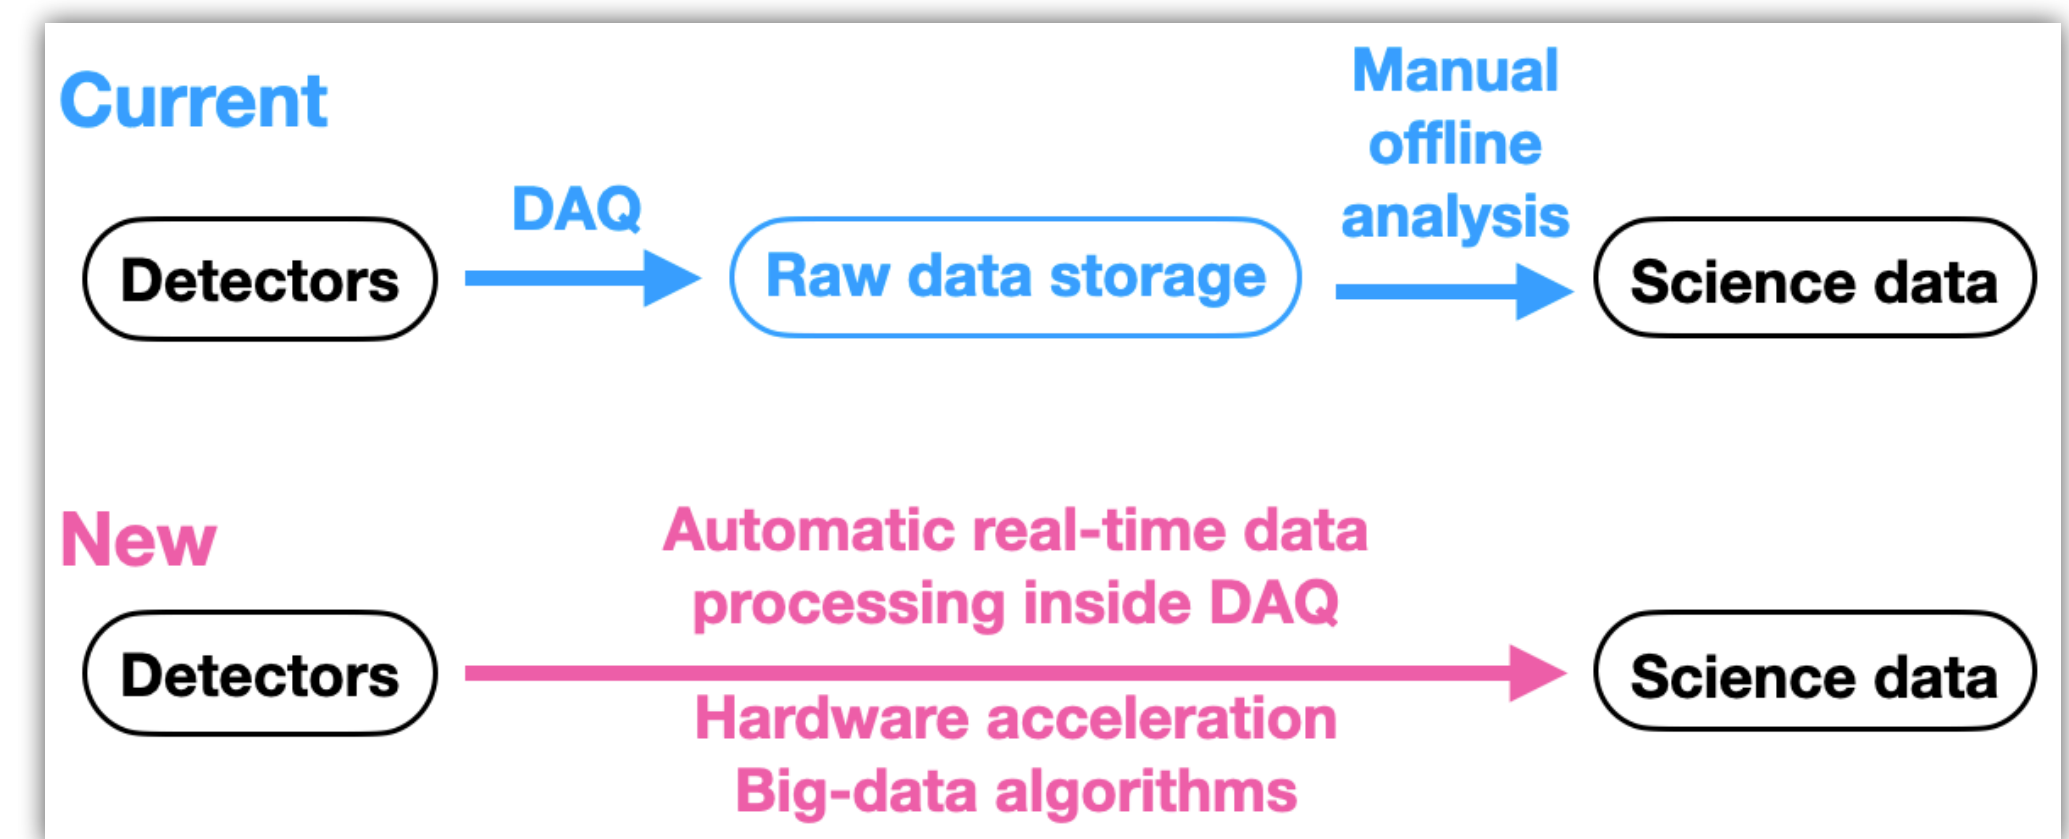 Current
Manual
offline
analysis
DAQ
Detectors
Raw data storage
Science data
New
Automatic real-time data
processing inside DAQ
Detectors
Science data
Hardware acceleration
Big-data algorithms